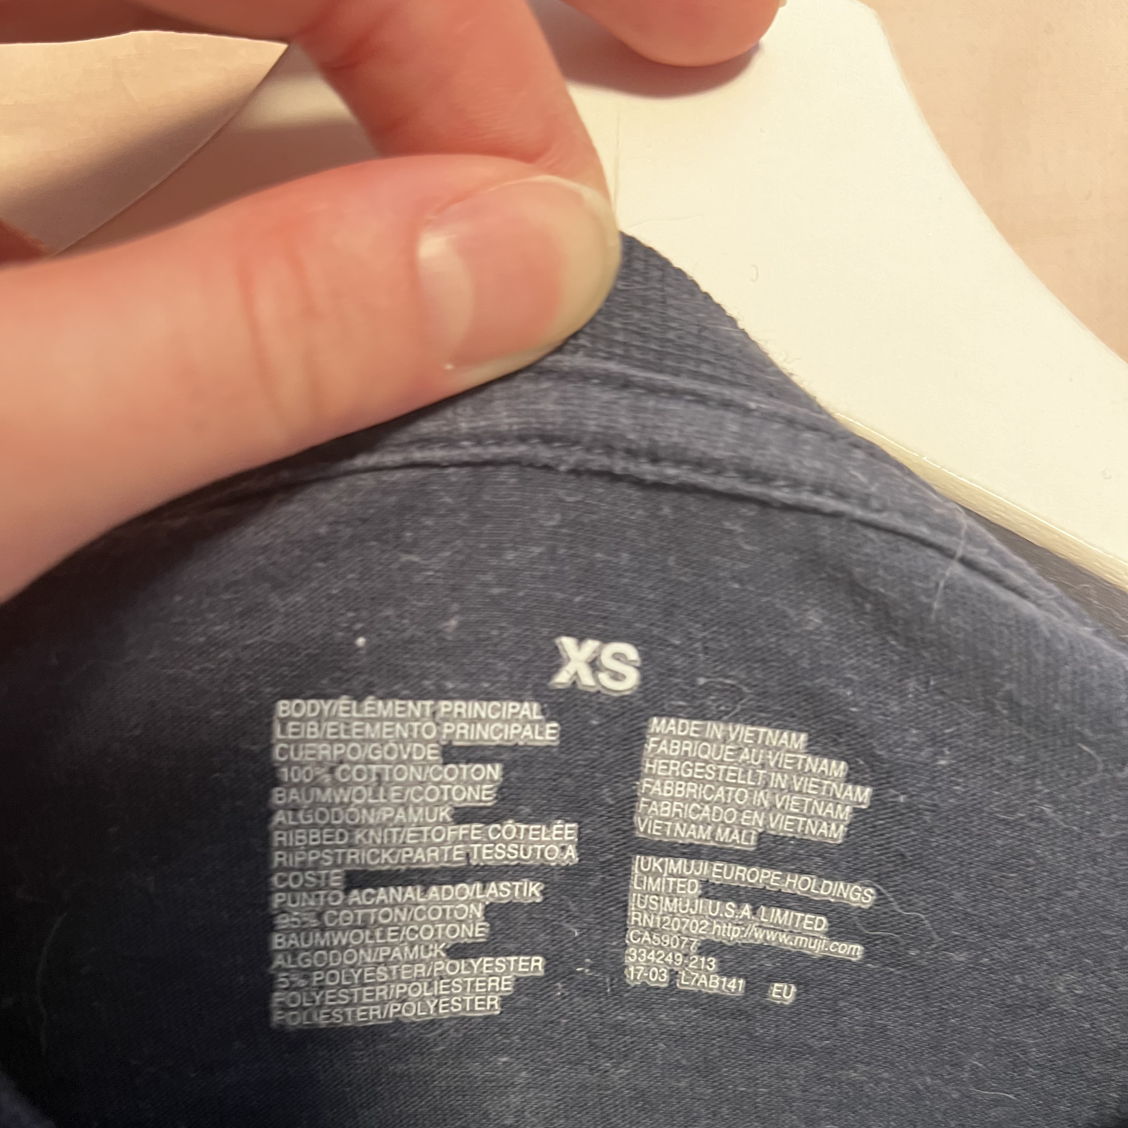 XS
BODY/ÉLÉMENT PRINCIPAL
LEIB/ELEMENTO PRINCIPALE
CUERPO/GÖVDE
100% COTTON/COTON
BAUMWOLLE/COTONE
ALGODÓN/PAMUK
RIBBED KNIT/ÉTOFFE CÔTELÉE
RIPPSTRICK/PARTE TESSUTO A
COSTE
PUNTO ACANALADO/LASTİK
95% COTTON/COTON
BAUMWOLLE/COTONE
ALGODÓN/PAMUK
5% POLYESTER/POLYESTER
POLYESTER/POLIESTERE
POLIÉSTER/POLYESTER
MADE IN VIETNAM
FABRIQUÉ AU VIETNAM
HERGESTELLT IN VIETNAM
FABBRICATO IN VIETNAM
FABRICADO EN VIETNAM
VIETNAM MALI
[UK]MUJI EUROPE HOLDINGS
LIMITED
[US]MUJI U.S.A. LIMITED
RN120702 http://www.muji.com
CA59077
334249-213
17-03 L7AB141 EU